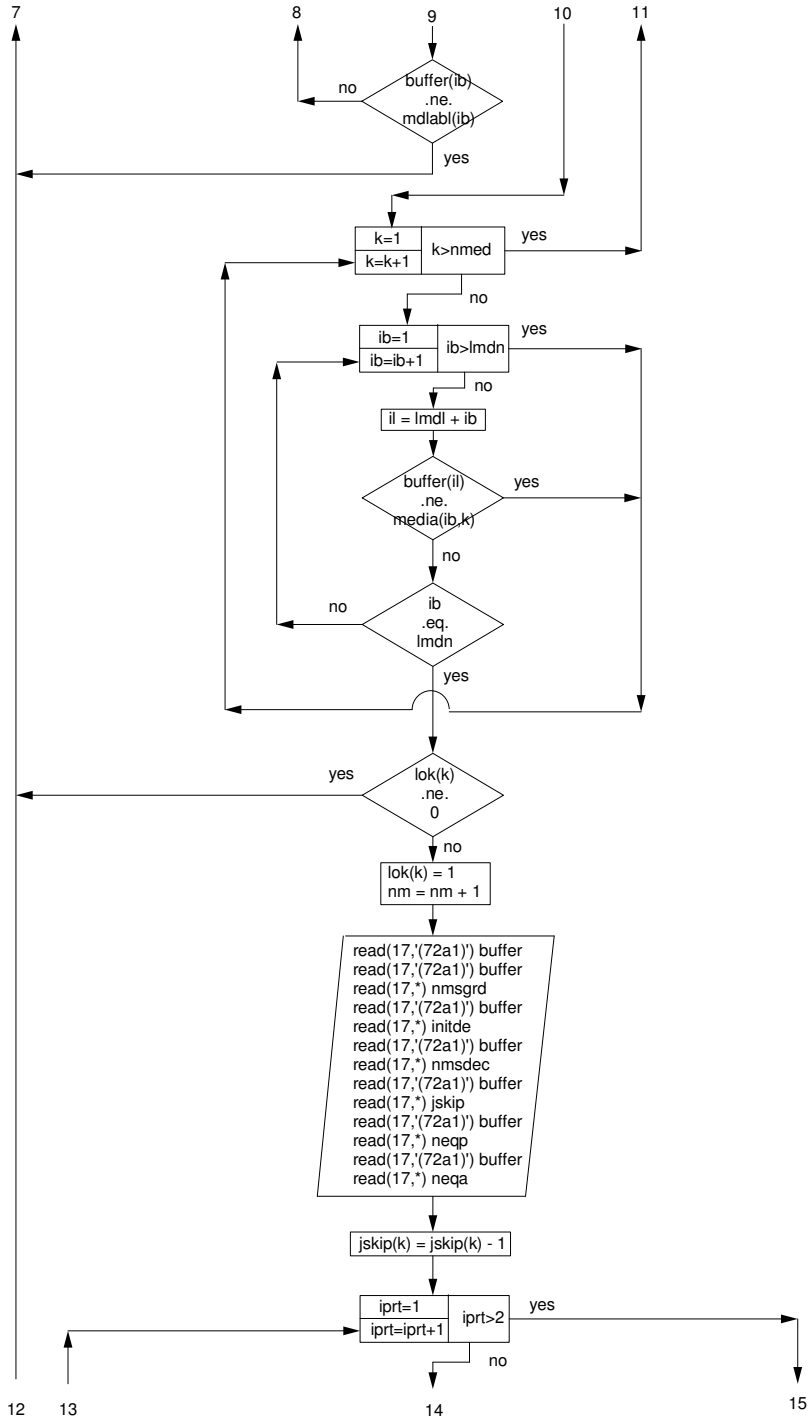 7
8
9
10
11
buffer(ib)
.ne.
mdlabl(ib)
no
yes
k=1
k=k+1
k>nmed
yes
no
ib=1
ib=ib+1
ib>lmdn
yes
no
il = lmdl + ib
buffer(il)
.ne.
media(ib,k)
yes
no
ib
.eq.
lmdn
no
yes
lok(k)
.ne.
0
yes
no
lok(k) = 1
nm = nm + 1
read(17,'(72a1)') buffer
read(17,'(72a1)') buffer
read(17,*) nmsgrd
read(17,'(72a1)') buffer
read(17,*) initde
read(17,'(72a1)') buffer
read(17,*) nmsdec
read(17,'(72a1)') buffer
read(17,*) jskip
read(17,'(72a1)') buffer
read(17,*) neqp
read(17,'(72a1)') buffer
read(17,*) neqa
jskip(k) = jskip(k) - 1
iprt=1
iprt=iprt+1
iprt>2
yes
no
12
13
14
15